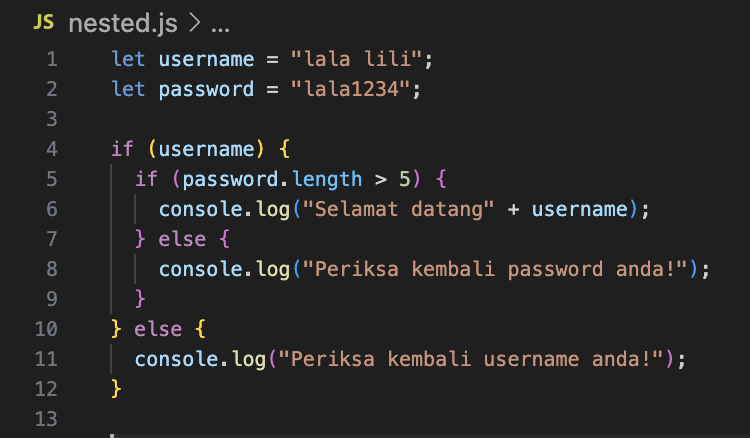 JS nested.js > ...
1 let username = "lala lili";
2 let password = "lala1234";
3
4 if (username) {
5   if (password.length > 5) {
6     console.log("Selamat datang" + username);
7   } else {
8     console.log("Periksa kembali password anda!");
9   }
10 } else {
11   console.log("Periksa kembali username anda!");
12 }
13